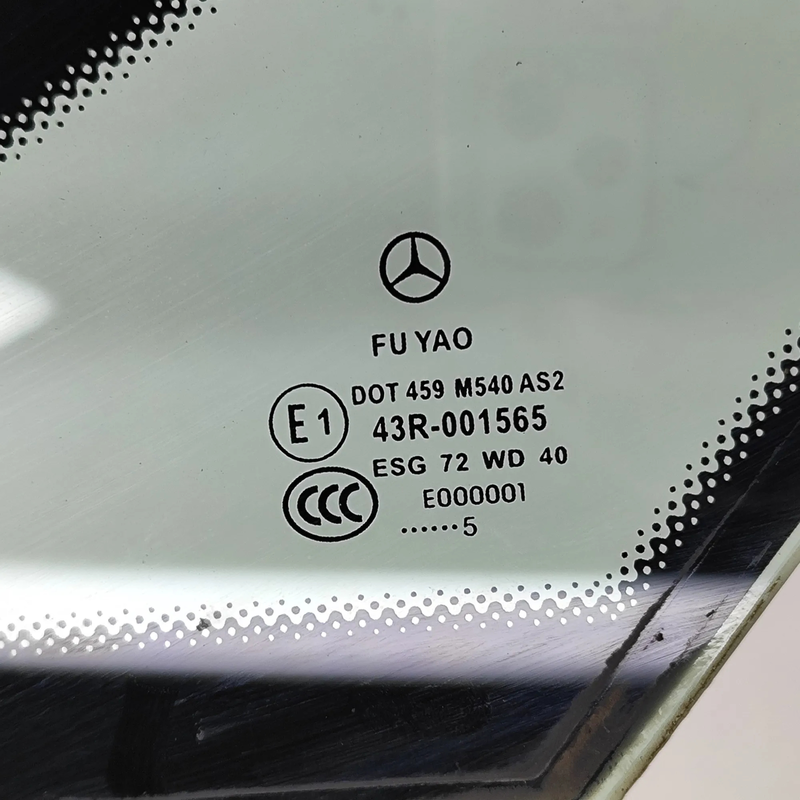 FU YAO
DOT 459 M540 AS2
E1
43R-001565
ESG 72 WD 40
CCC
E000001
......5